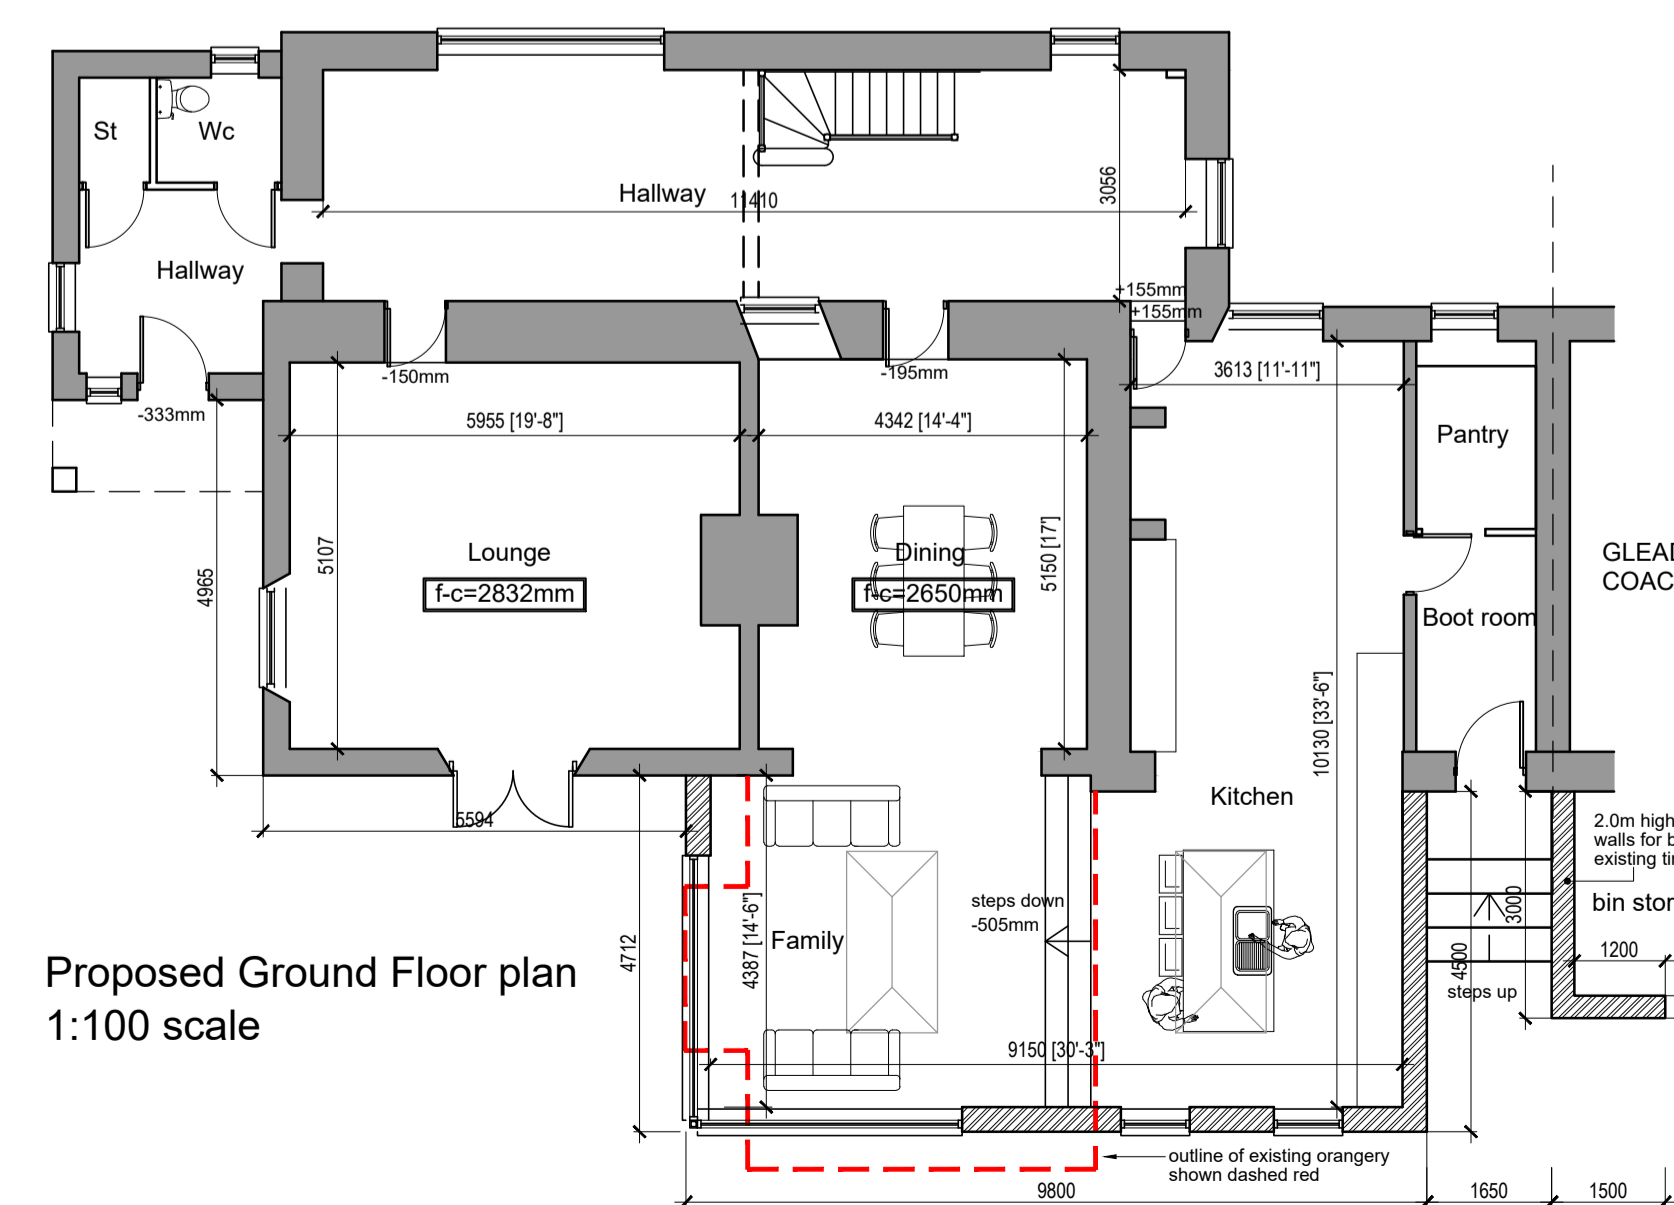 St
Wc
Hallway
11410
3056
Hallway
+155mm
+155mm
-150mm
-195mm
3613 [11'-11"]
-333mm
5955 [19'-8"]
4342 [14'-4"]
Pantry
4965
5107
Lounge
f-c=2832mm
Dining
f-c=2650mm
5150 [17']
GLEAD
COAC
Boot room
10130 [33'-6"]
Kitchen
5594
2.0m high
walls for b
existing ti
bin stor
steps down
-505mm
3000
4712
4387 [14'-6"]
Family
1200
4500
steps up
Proposed Ground Floor plan
1:100 scale
9150 [30'-3"]
outline of existing orangery
shown dashed red
9800
1650
1500